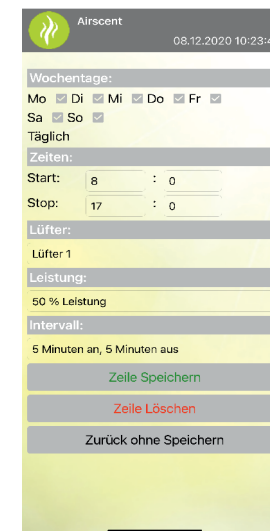 Airscent
08.12.2020 10:23:4
Wochentage:
Mo Di Mi Do Fr
Sa So
Täglich
Zeiten:
Start: 8 : 0
Stop: 17 : 0
Lüfter:
Lüfter 1
Leistung:
50 % Leistung
Intervall:
5 Minuten an, 5 Minuten aus
Zeile Speichern
Zeile Löschen
Zurück ohne Speichern